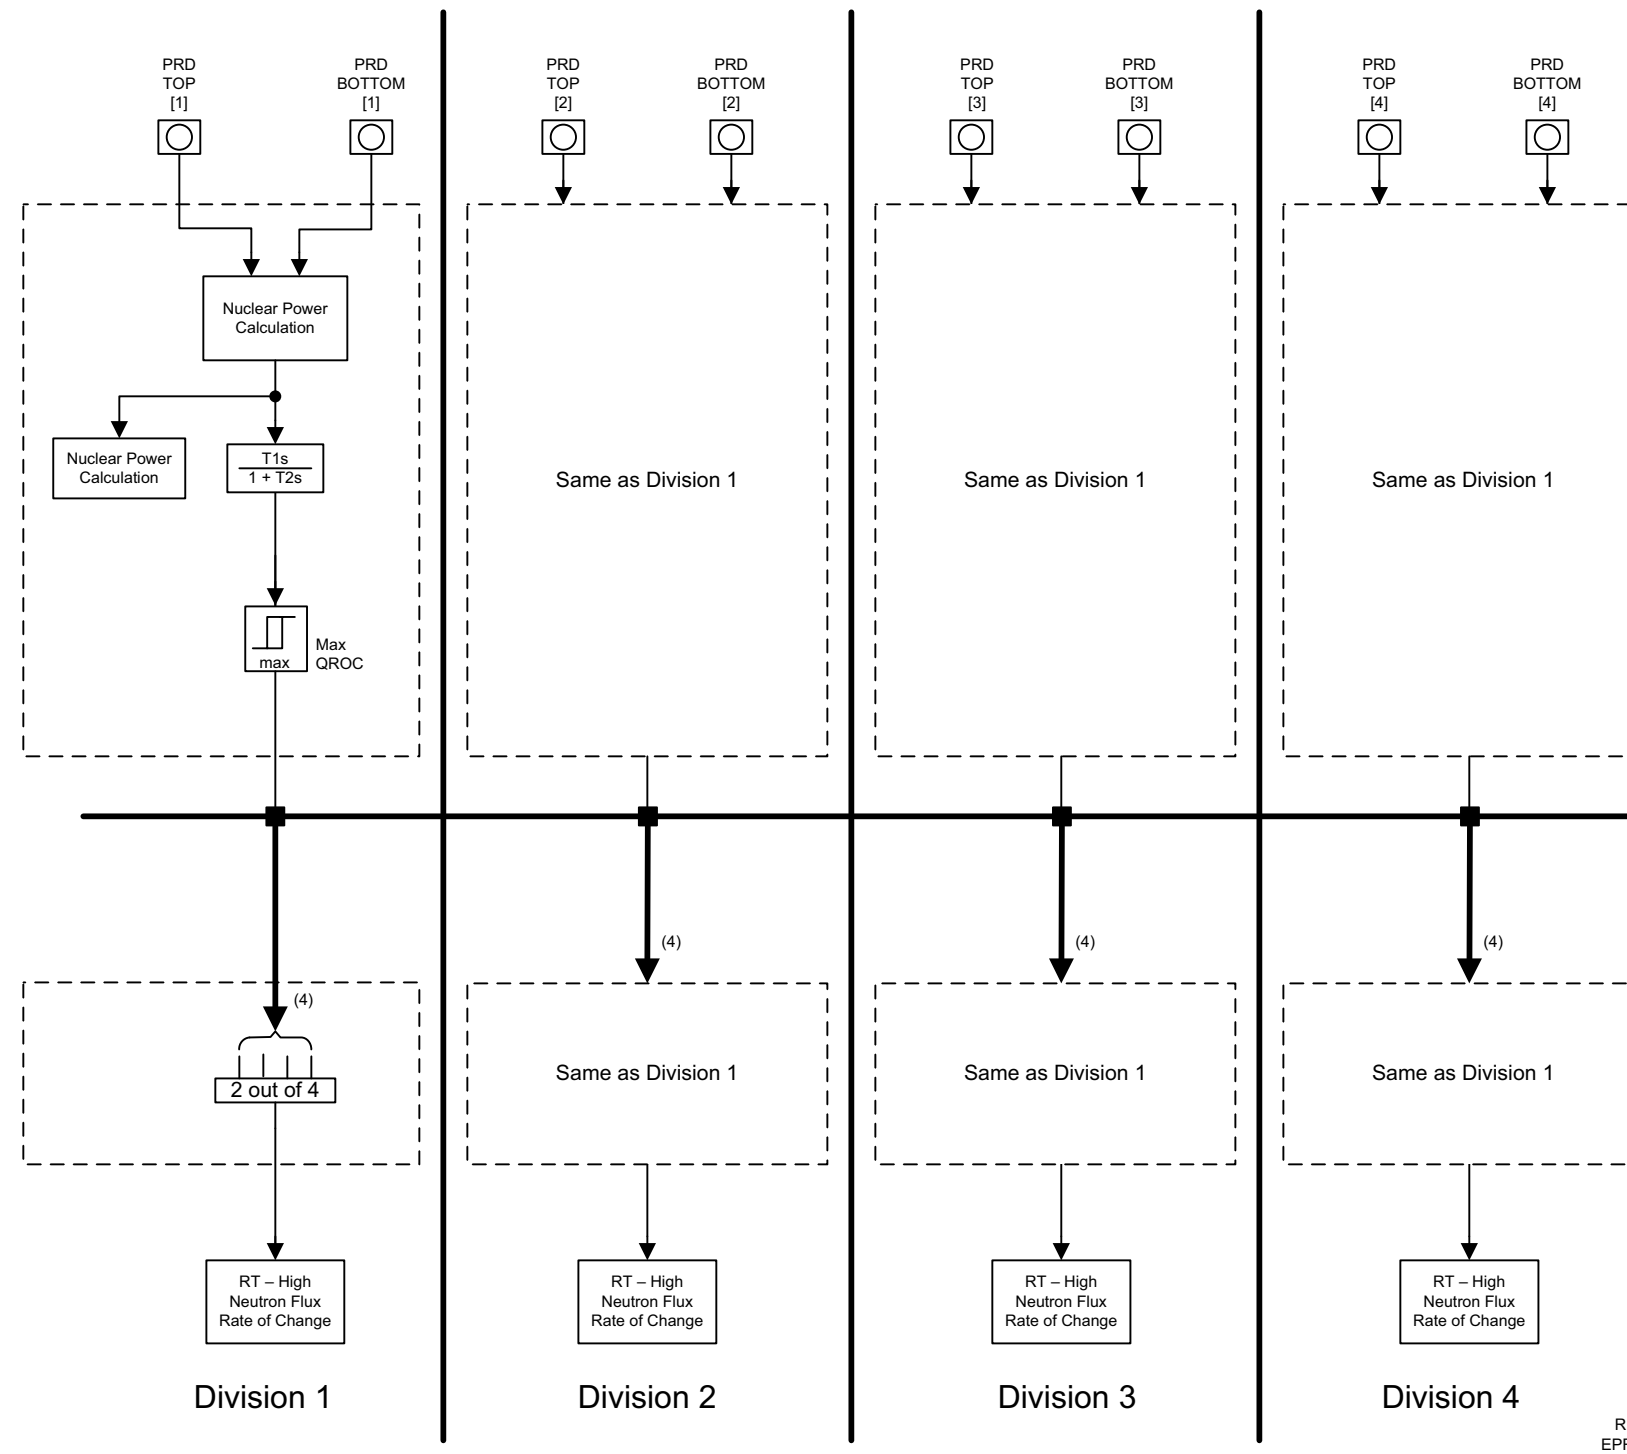 PRD
TOP
[1]
PRD
BOTTOM
[1]
PRD
TOP
[2]
PRD
BOTTOM
[2]
PRD
TOP
[3]
PRD
BOTTOM
[3]
PRD
TOP
[4]
PRD
BOTTOM
[4]
Nuclear Power
Calculation
Nuclear Power
Calculation
T1s
1 + T2s
Same as Division 1
Same as Division 1
Same as Division 1
max
Max
QROC
(4)
(4)
(4)
(4)
2 out of 4
Same as Division 1
Same as Division 1
Same as Division 1
RT – High
Neutron Flux
Rate of Change
RT – High
Neutron Flux
Rate of Change
RT – High
Neutron Flux
Rate of Change
RT – High
Neutron Flux
Rate of Change
Division 1
Division 2
Division 3
Division 4